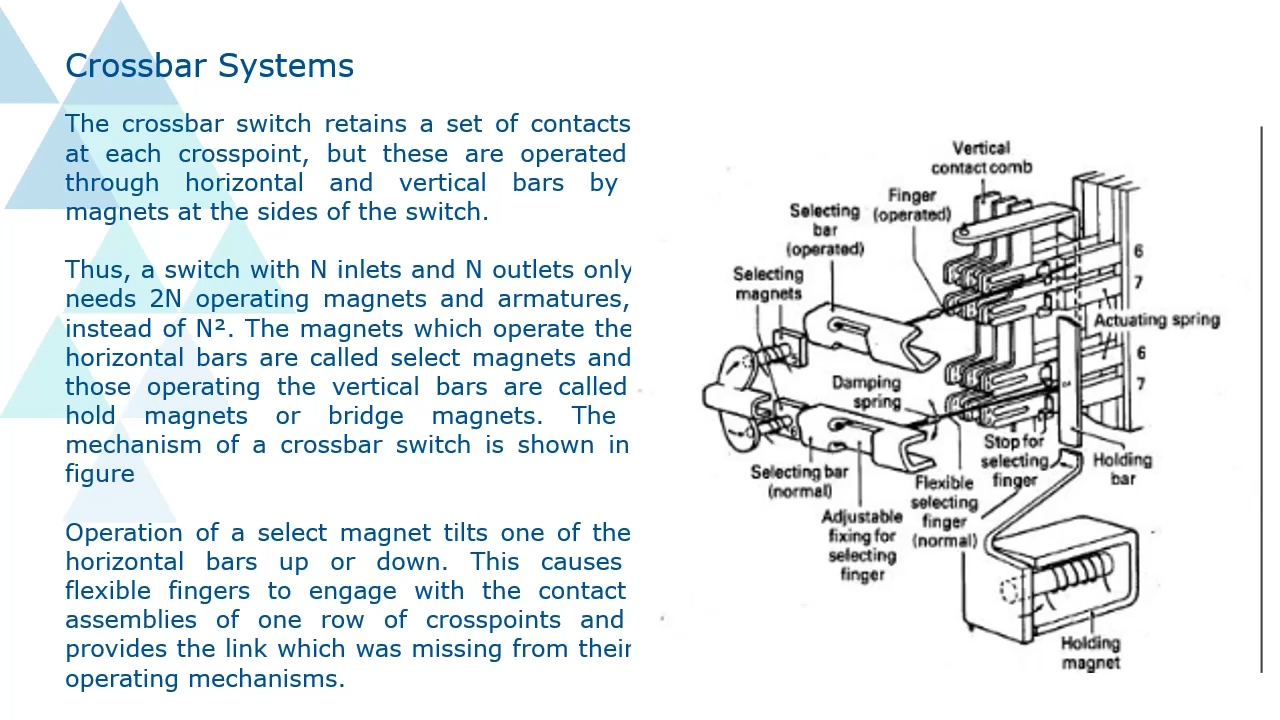 Crossbar Systems
The crossbar switch retains a set of contacts
at each crosspoint, but these are operated
through horizontal and vertical bars by
magnets at the sides of the switch.
Thus, a switch with N inlets and N outlets only
needs 2N operating magnets and armatures,
instead of N². The magnets which operate the
horizontal bars are called select magnets and
those operating the vertical bars are called
hold magnets or bridge magnets. The
mechanism of a crossbar switch is shown in
figure
Operation of a select magnet tilts one of the
horizontal bars up or down. This causes
flexible fingers to engage with the contact
assemblies of one row of crosspoints and
provides the link which was missing from their
operating mechanisms.
Vertical
contact comb
Finger
(operated)
Selecting
bar
(operated)
Selecting
magnets
6
7
Actuating spring
6
7
Damping
spring
Stop for
selecting
finger
Holding
bar
Selecting bar
(normal)
Flexible
selecting
finger
(normal)
Adjustable
fixing for
selecting
finger
Holding
magnet